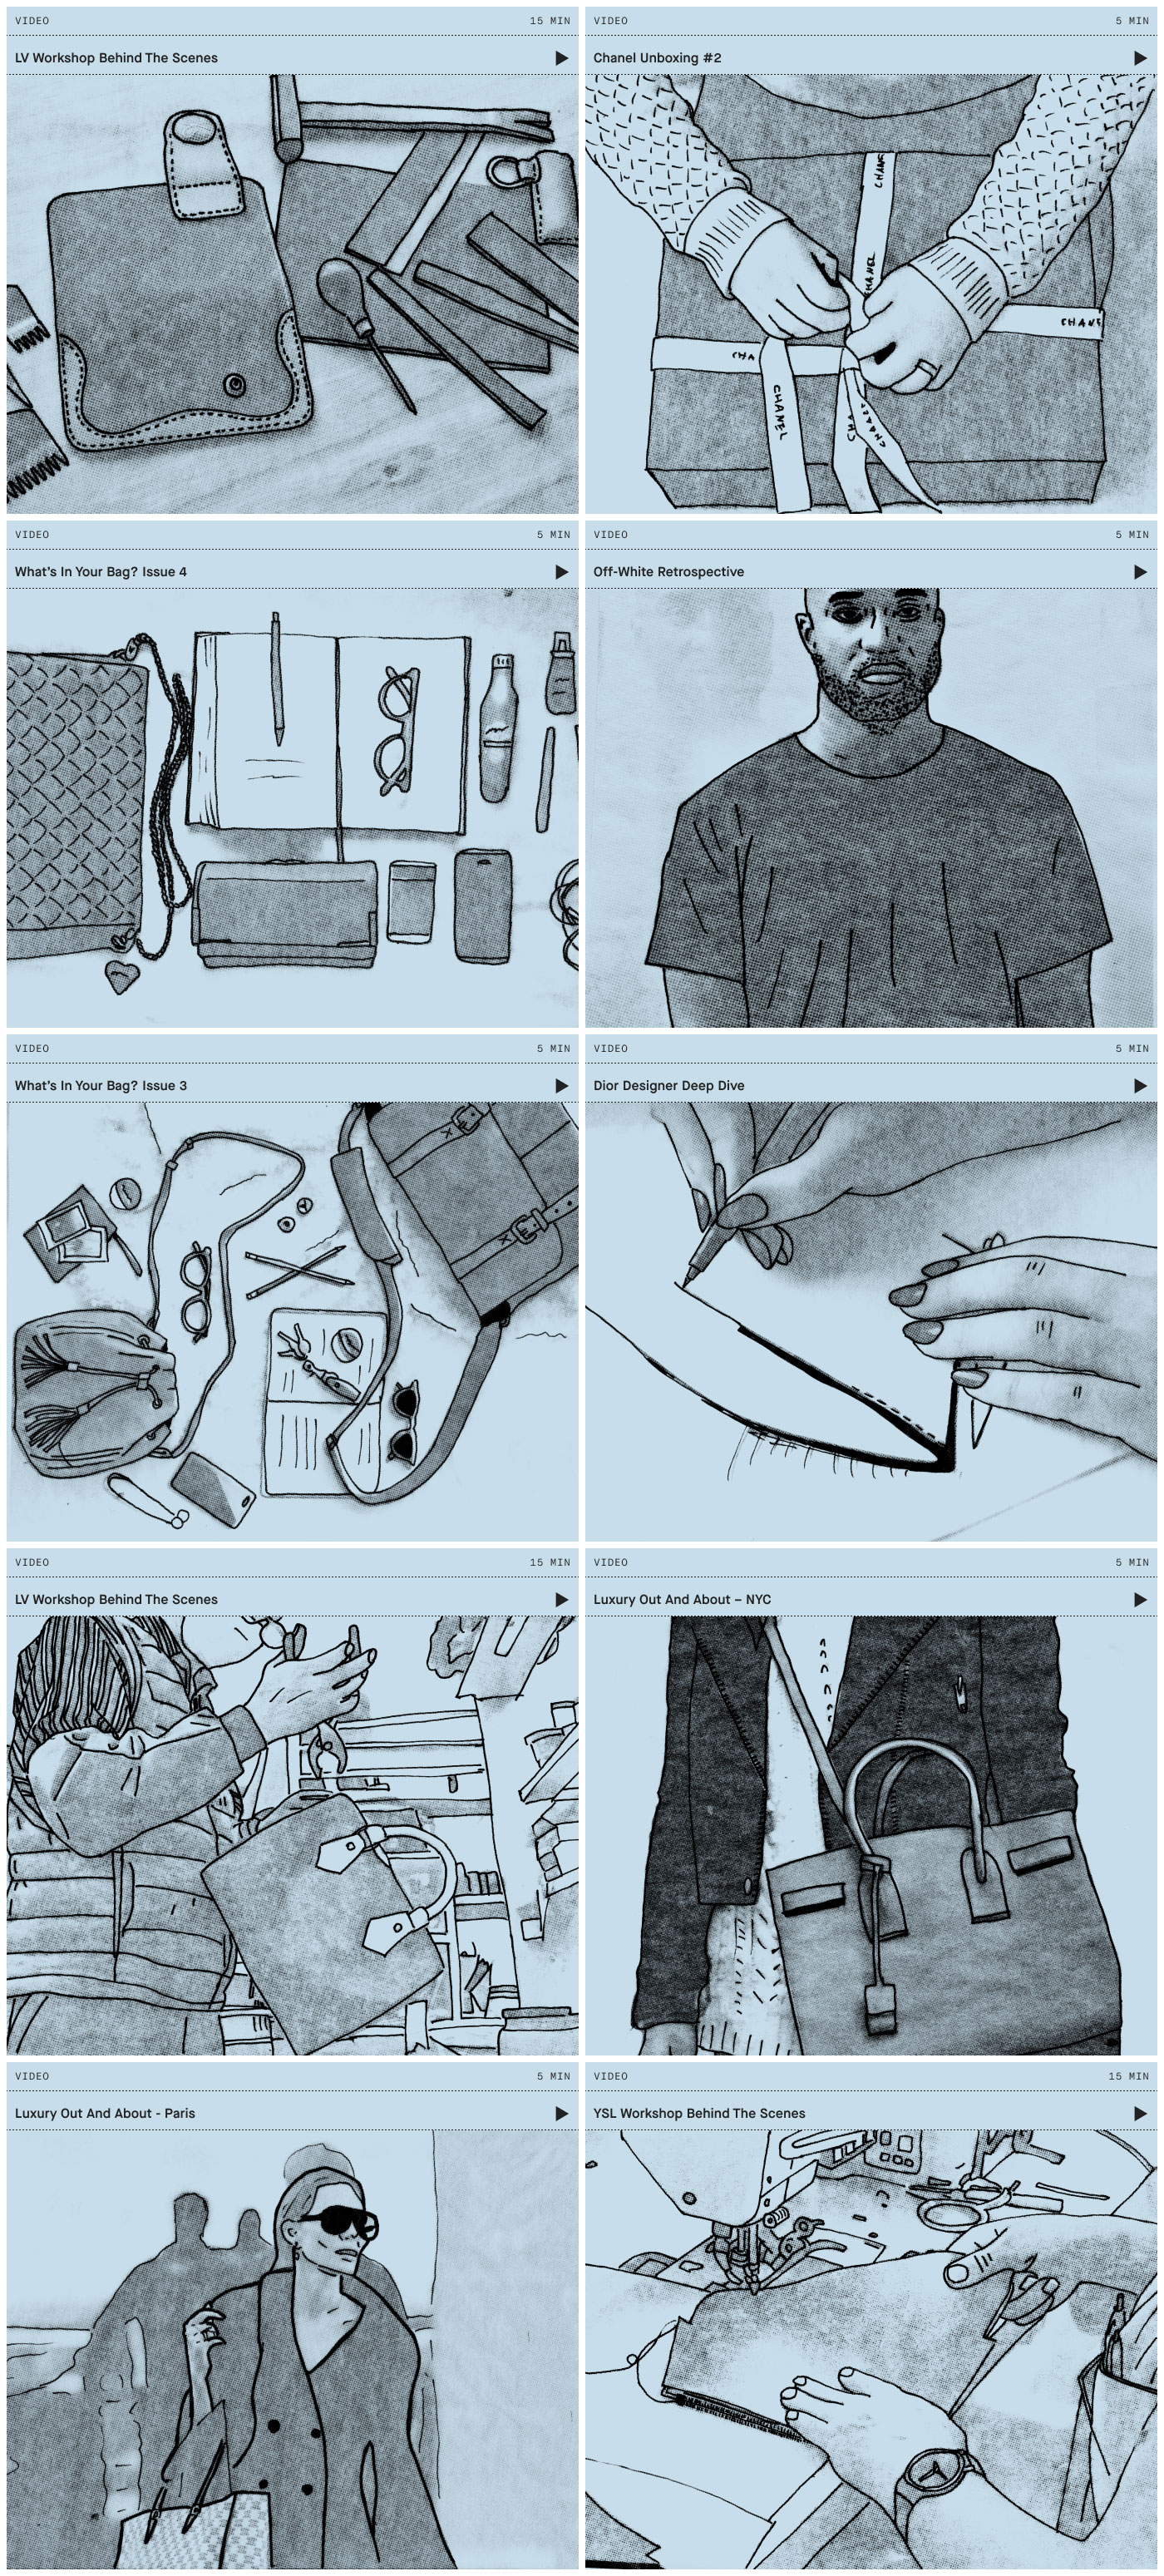 VIDEO 15 MIN
LV Workshop Behind The Scenes
VIDEO 5 MIN
Chanel Unboxing #2
CHANE
HANEL
CHANE
CHA
CHANEL
CHA
CHANEL
VIDEO 5 MIN
What's In Your Bag? Issue 4
VIDEO 5 MIN
Off-White Retrospective
VIDEO 5 MIN
What's In Your Bag? Issue 3
VIDEO 5 MIN
Dior Designer Deep Dive
VIDEO 15 MIN
LV Workshop Behind The Scenes
VIDEO 5 MIN
Luxury Out And About – NYC
VIDEO 5 MIN
Luxury Out And About - Paris
VIDEO 15 MIN
YSL Workshop Behind The Scenes